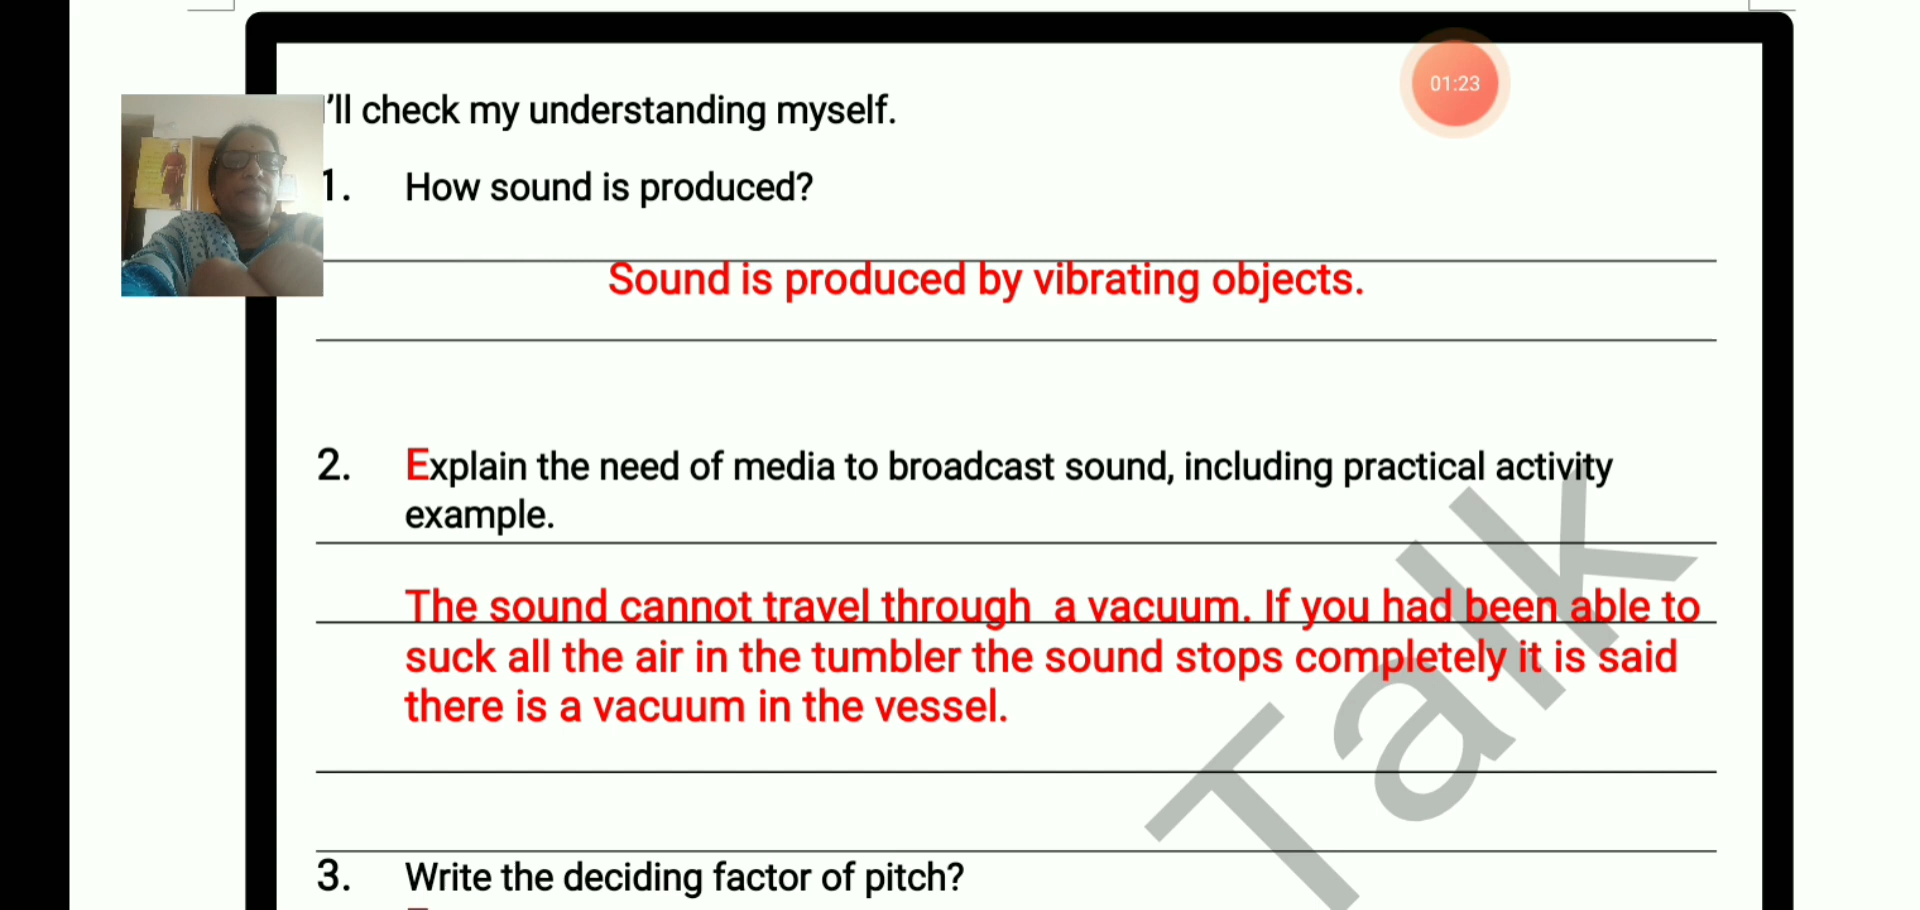 01:23
'll check my understanding myself.
1. How sound is produced?
Sound is produced by vibrating objects.
2. Explain the need of media to broadcast sound, including practical activity
example.
The sound cannot travel through a vacuum. If you had been able to
suck all the air in the tumbler the sound stops completely it is said
there is a vacuum in the vessel.
3. Write the deciding factor of pitch?
Talk